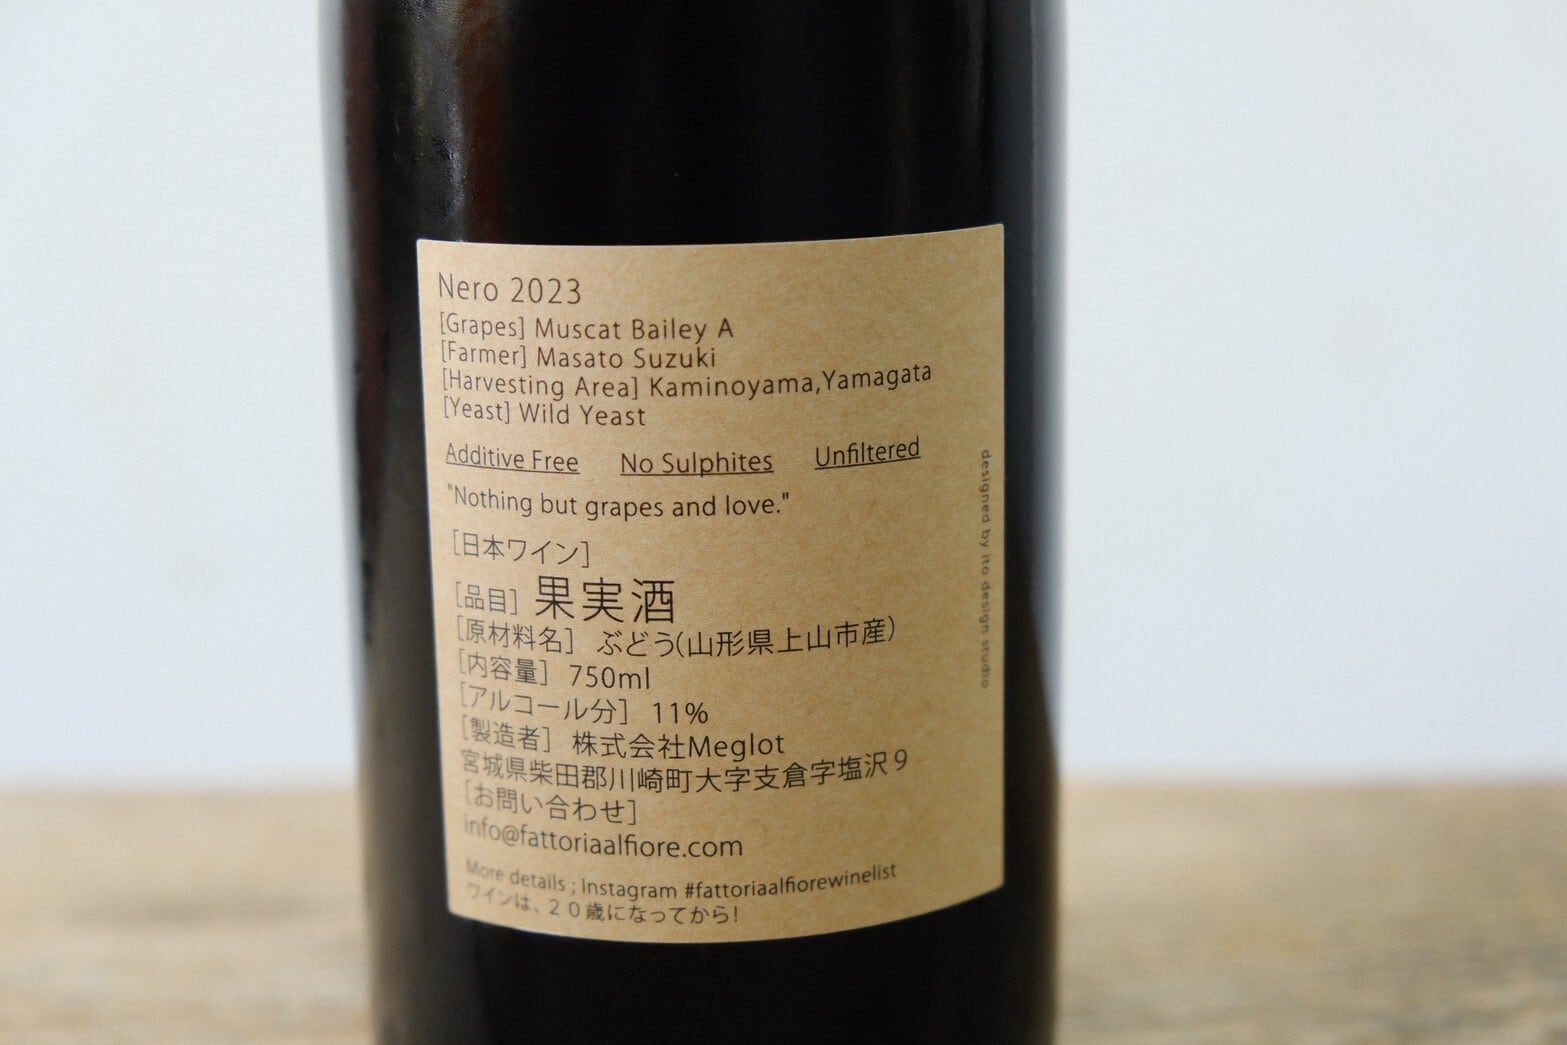 Nero 2023
[Grapes] Muscat Bailey A
[Farmer] Masato Suzuki
[Harvesting Area] Kaminoyama,Yamagata
[Yeast] Wild Yeast
Additive Free No Sulphites Unfiltered
"Nothing but grapes and love."
[日本ワイン]
[品目] 果実酒
[原材料名] ぶどう(山形県上山市産)
[内容量] 750ml
[アルコール分] 11%
[製造者] 株式会社Meglot
宮城県柴田郡川崎町大字支倉字塩沢9
[お問い合わせ]
info@fattoriaalfiore.com
More details ; Instagram #fattoriaalfiorewinelist
ワインは、20歳になってから!
designed by ito design studio